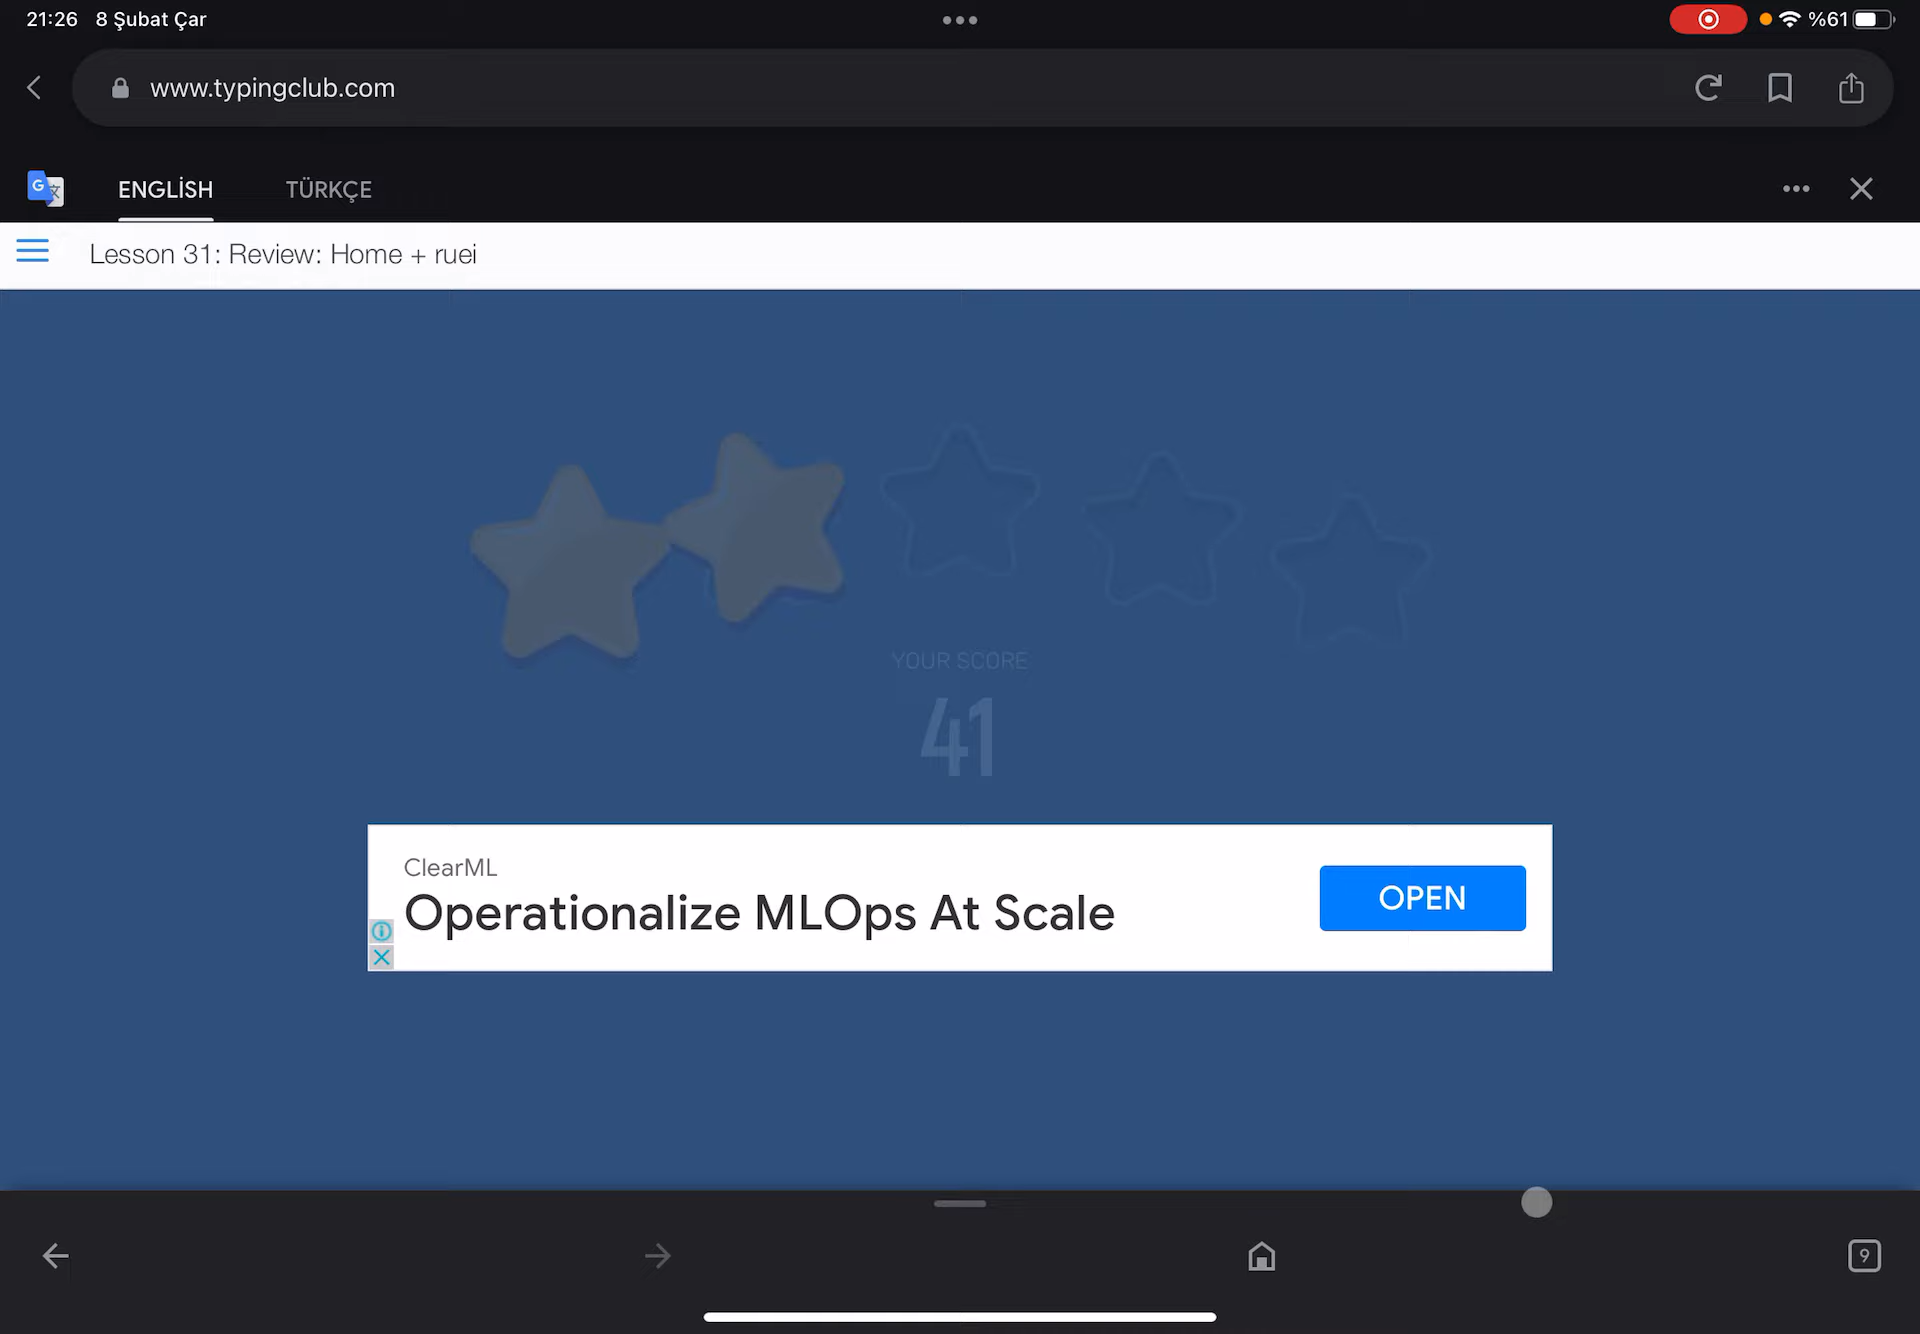 21:26 8 Şubat Çar
%61
www.typingclub.com
ENGLİSH TÜRKÇE
Lesson 31: Review: Home + ruei
YOUR SCORE
41
ClearML
Operationalize MLOps At Scale
OPEN
9